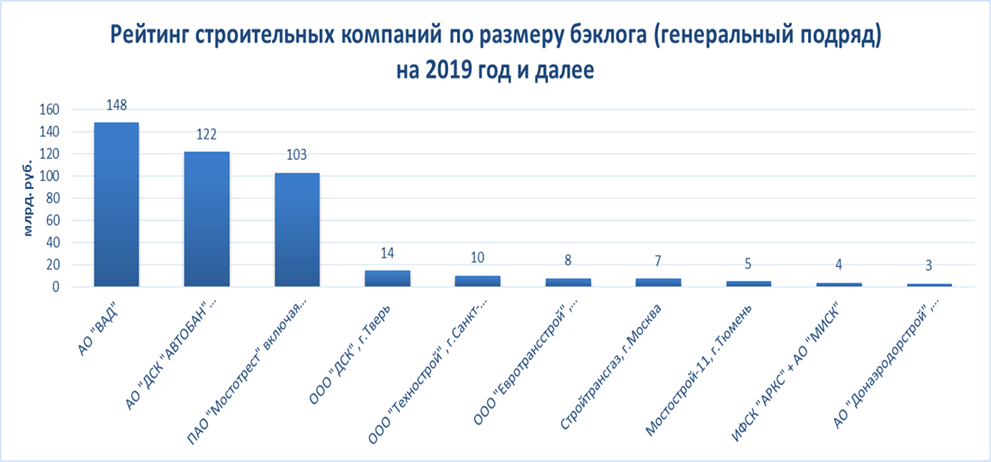 Рейтинг строительных компаний по размеру бэклога (генеральный подряд)
на 2019 год и далее
млрд. руб.
160
140
120
100
80
60
40
20
0
148
122
103
14
10
8
7
5
4
3
АО "ВАД"
АО "ДСК "АВТОБАН" ...
ПАО "Мостотрест" включая...
ООО "ДСК", г.Тверь
ООО "Технострой", г.Санкт-...
ООО "Евротрансстрой",...
Стройтрансгаз, г.Москва
Мостострой-11, г.Тюмень
ИФСК "АРКС" + АО "МИСК"
АО "Донаэродорстрой",...